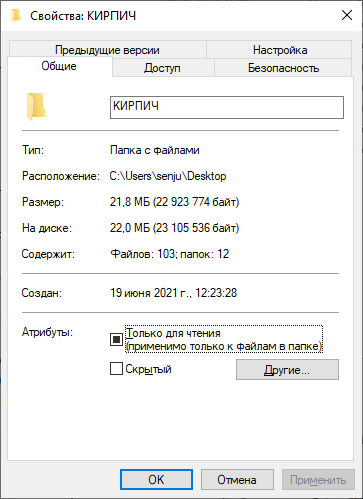 Свойства: КИРПИЧ
Предыдущие версии
Настройка
Общие
Доступ
Безопасность
КИРПИЧ
Тип: Папка с файлами
Расположение: C:\Users\senju\Desktop
Размер: 21,8 МБ (22 923 774 байт)
На диске: 22,0 МБ (23 105 536 байт)
Содержит: Файлов: 103; папок: 12
Создан: 19 июня 2021 г., 12:23:28
Атрибуты: Только для чтения
(применимо только к файлам в папке)
Скрытый
Другие...
OK
Отмена
Применить